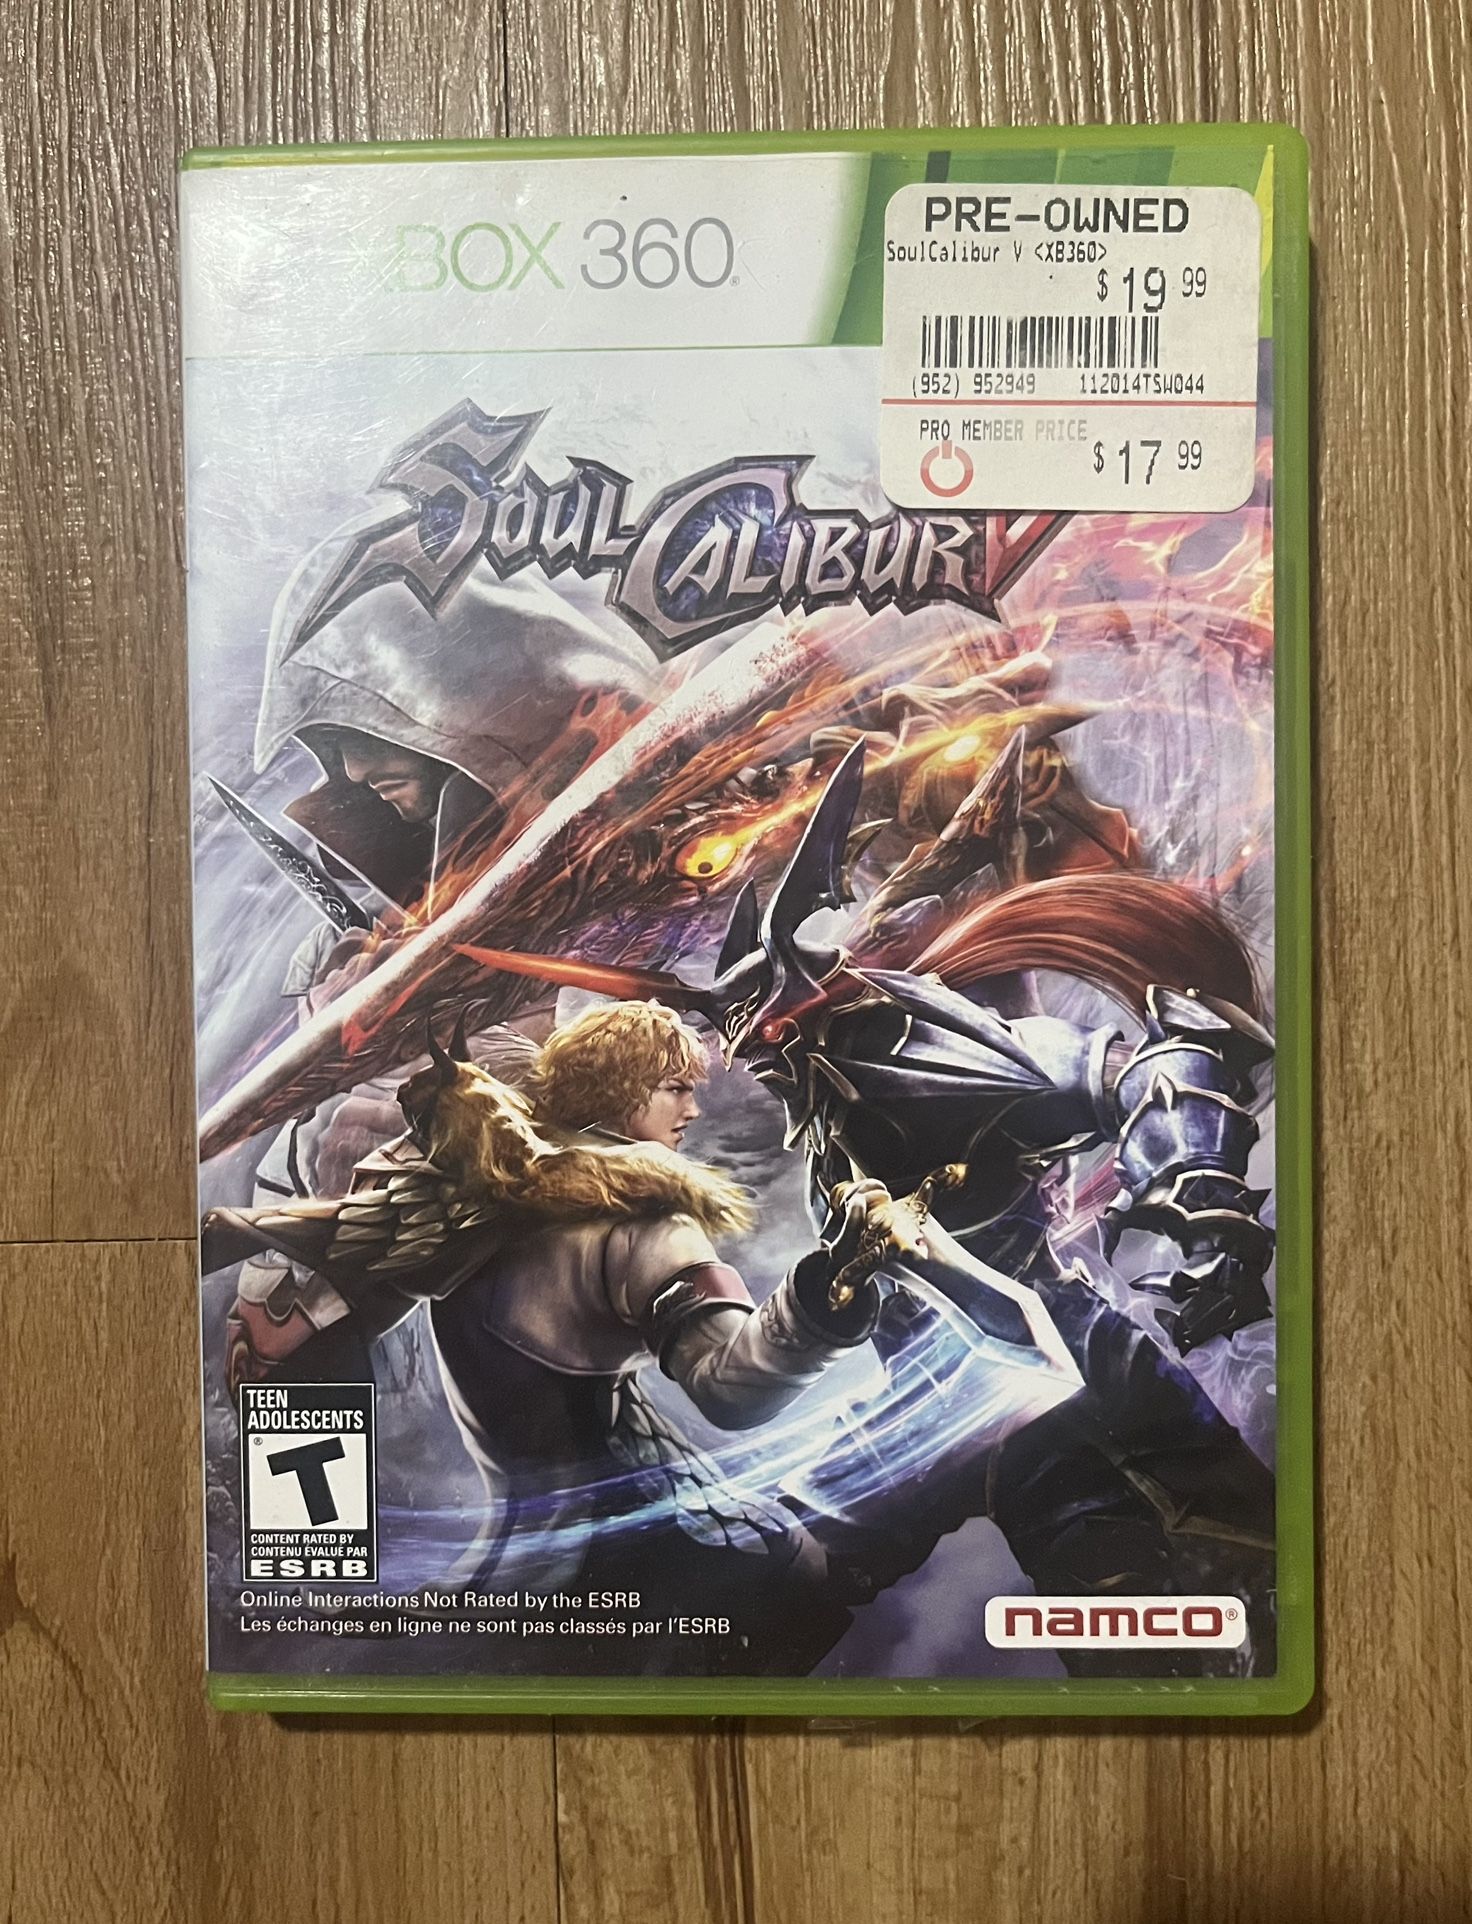 XBOX 360®
PRE-OWNED
SoulCalibur V <XB360>
$ 19 99
(952) 952949 112014TSW044
PRO MEMBER PRICE
$ 17 99
SOULCALIBUR V
TEEN
ADOLESCENTS
T
®
CONTENT RATED BY
CONTENU ÉVALUÉ PAR
ESRB
Online Interactions Not Rated by the ESRB
Les échanges en ligne ne sont pas classés par l'ESRB
namco®